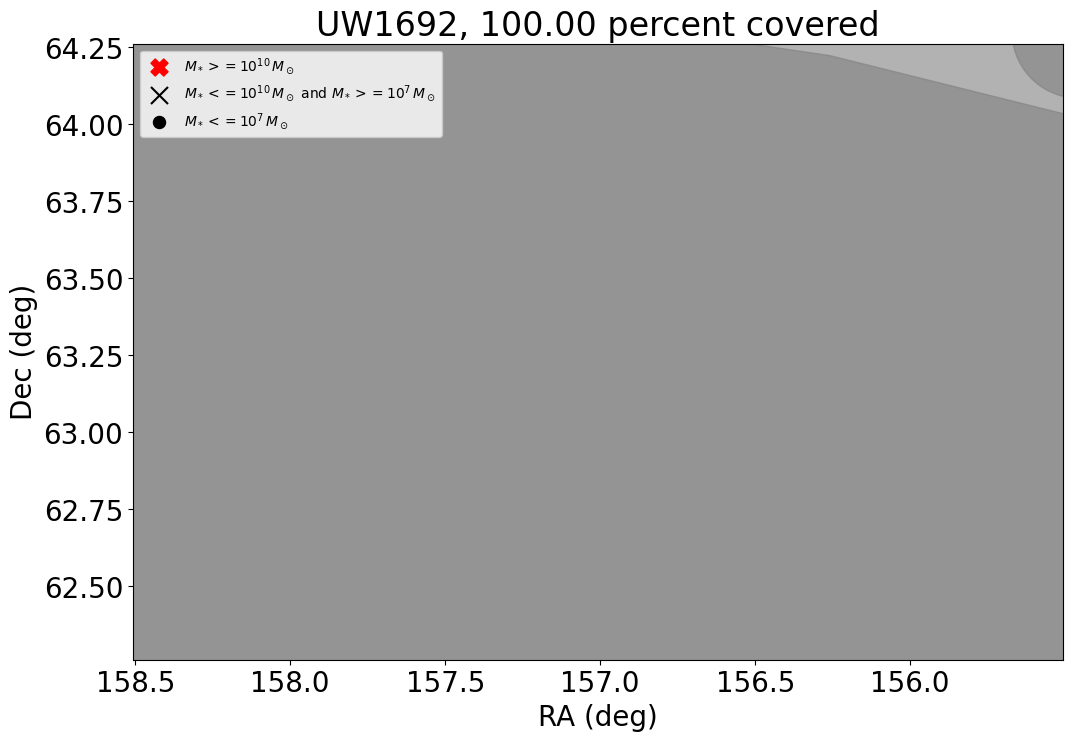 UW1692, 100.00 percent covered
M* >= 10^10 M⊙
M* <= 10^10 M⊙ and M* >= 10^7 M⊙
M* <= 10^7 M⊙
64.25
64.00
63.75
63.50
63.25
63.00
62.75
62.50
Dec (deg)
158.5 158.0 157.5 157.0 156.5 156.0
RA (deg)